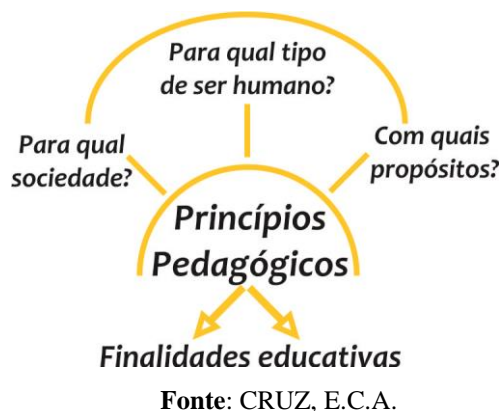 Para qual tipo
de ser humano?
Para qual
sociedade?
Com quais
propósitos?
Princípios
Pedagógicos
Finalidades educativas
Fonte: CRUZ, E.C.A.